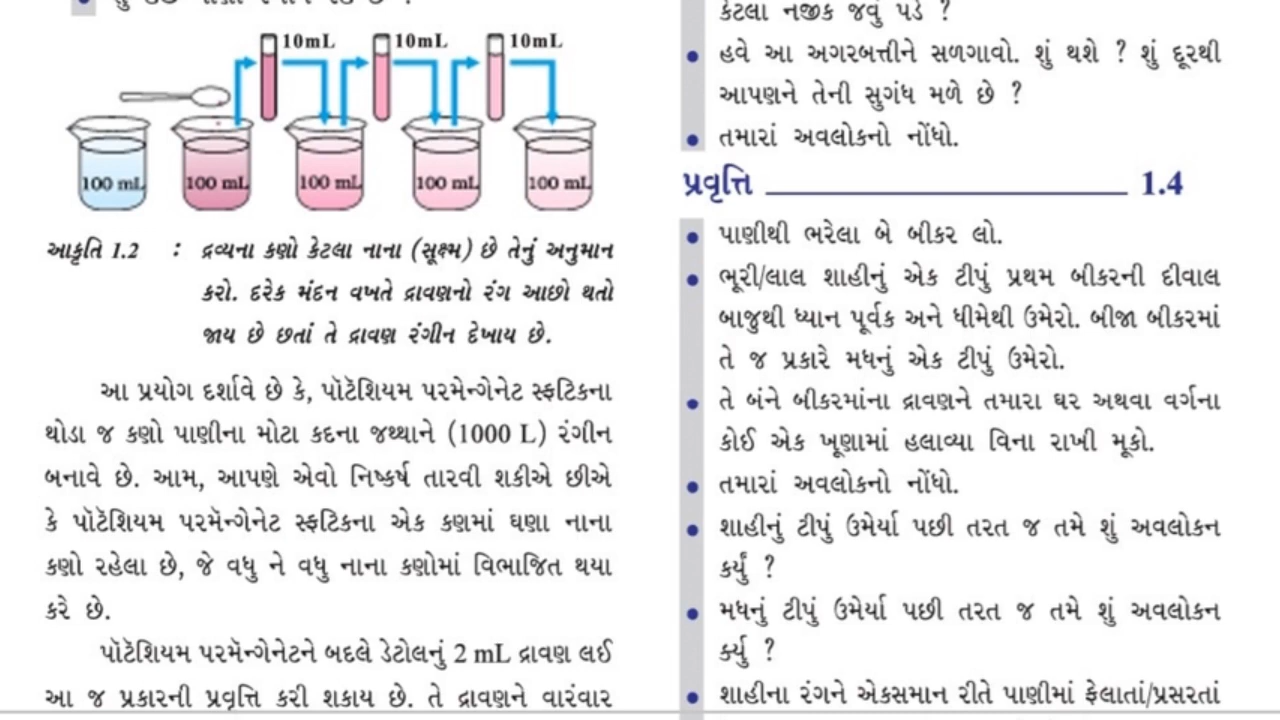 10mL 10mL 10mL
100 mL 100 mL 100 mL 100 mL 100 mL
આકૃતિ 1.2 : દ્રવ્યના કણો કેટલા નાના (સૂક્ષ્મ) છે તેનું અનુમાન
કરો. દરેક મંદન વખતે દ્રાવણનો રંગ આછો થતો
જાય છે છતાં તે દ્રાવણ રંગીન દેખાય છે.
આ પ્રયોગ દર્શાવે છે કે, પૉટૅશિયમ પરમેન્ગેનેટ સ્ફટિકના
થોડા જ કણો પાણીના મોટા કદના જથ્થાને (1000 L) રંગીન
બનાવે છે. આમ, આપણે એવો નિષ્કર્ષ તારવી શકીએ છીએ
કે પૉટૅશિયમ પરમૅન્ગેનેટ સ્ફટિકના એક કણમાં ઘણા નાના
કણો રહેલા છે, જે વધુ ને વધુ નાના કણોમાં વિભાજિત થયા
કરે છે.
પૉટૅશિયમ પરમૅન્ગેનેટને બદલે ડેટોલનું 2 mL દ્રાવણ લઈ
આ જ પ્રકારની પ્રવૃત્તિ કરી શકાય છે. તે દ્રાવણને વારંવાર
કેટલા નજીક જવું પડે ?
• હવે આ અગરબત્તીને સળગાવો. શું થશે ? શું દૂરથી
આપણને તેની સુગંધ મળે છે ?
• તમારાં અવલોકનો નોંધો.
પ્રવૃત્તિ 1.4
• પાણીથી ભરેલા બે બીકર લો.
• ભૂરી/લાલ શાહીનું એક ટીપું પ્રથમ બીકરની દીવાલ
બાજુથી ધ્યાન પૂર્વક અને ધીમેથી ઉમેરો. બીજા બીકરમાં
તે જ પ્રકારે મધનું એક ટીપું ઉમેરો.
• તે બંને બીકરમાંના દ્રાવણને તમારા ઘર અથવા વર્ગના
કોઈ એક ખૂણામાં હલાવ્યા વિના રાખી મૂકો.
• તમારાં અવલોકનો નોંધો.
• શાહીનું ટીપું ઉમેર્યા પછી તરત જ તમે શું અવલોકન
કર્યું ?
• મધનું ટીપું ઉમેર્યા પછી તરત જ તમે શું અવલોકન
ર્ક્યુ ?
• શાહીના રંગને એકસમાન રીતે પાણીમાં ફેલાતાં/પ્રસરતાં